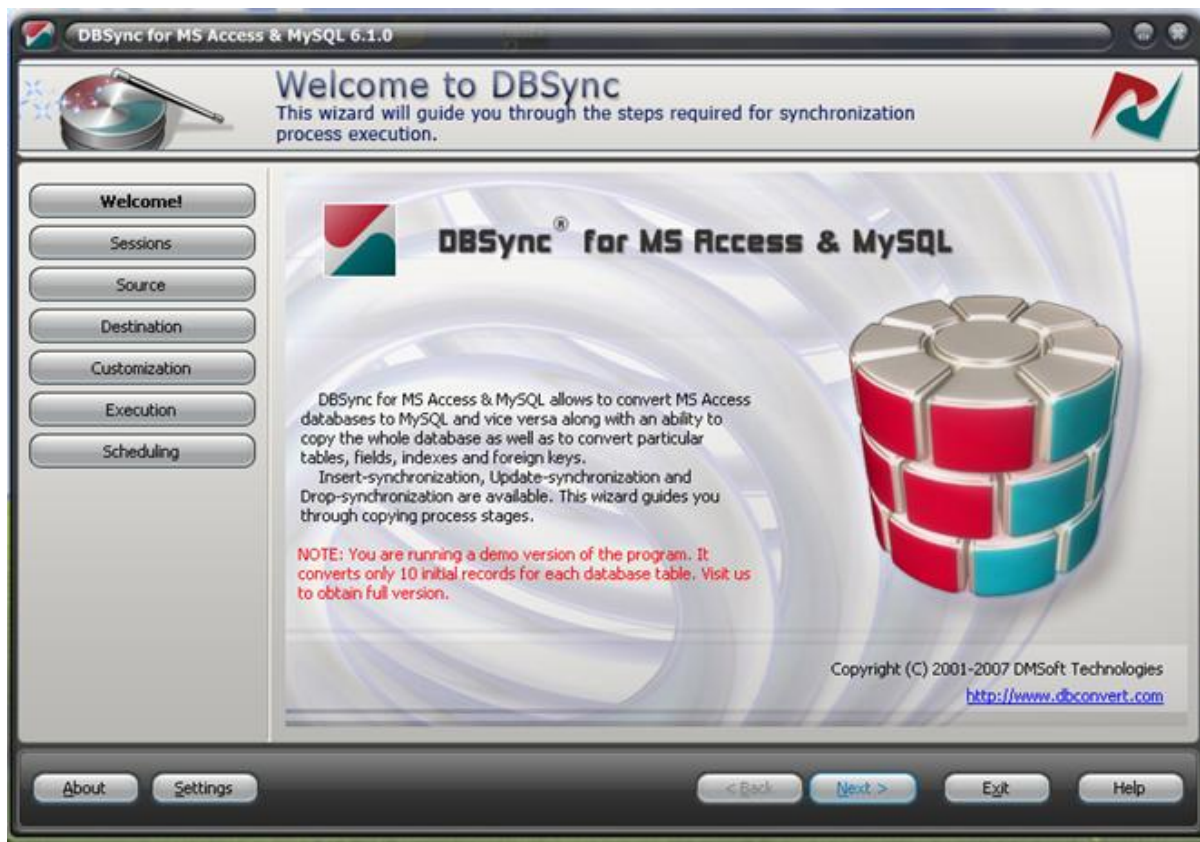 DBSync for MS Access & MySQL 6.1.0
Welcome to DBSync
This wizard will guide you through the steps required for synchronization
process execution.
Welcome!
Sessions
Source
Destination
Customization
Execution
Scheduling
DBSync® for MS Access & MySQL
DBSync for MS Access & MySQL allows to convert MS Access
databases to MySQL and vice versa along with an ability to
copy the whole database as well as to convert particular
tables, fields, indexes and foreign keys.
Insert-synchronization, Update-synchronization and
Drop-synchronization are available. This wizard guides you
through copying process stages.
NOTE: You are running a demo version of the program. It
converts only 10 initial records for each database table. Visit us
to obtain full version.
Copyright (C) 2001-2007 DMSoft Technologies
http://www.dbconvert.com
About
Settings
< Back
Next >
Exit
Help